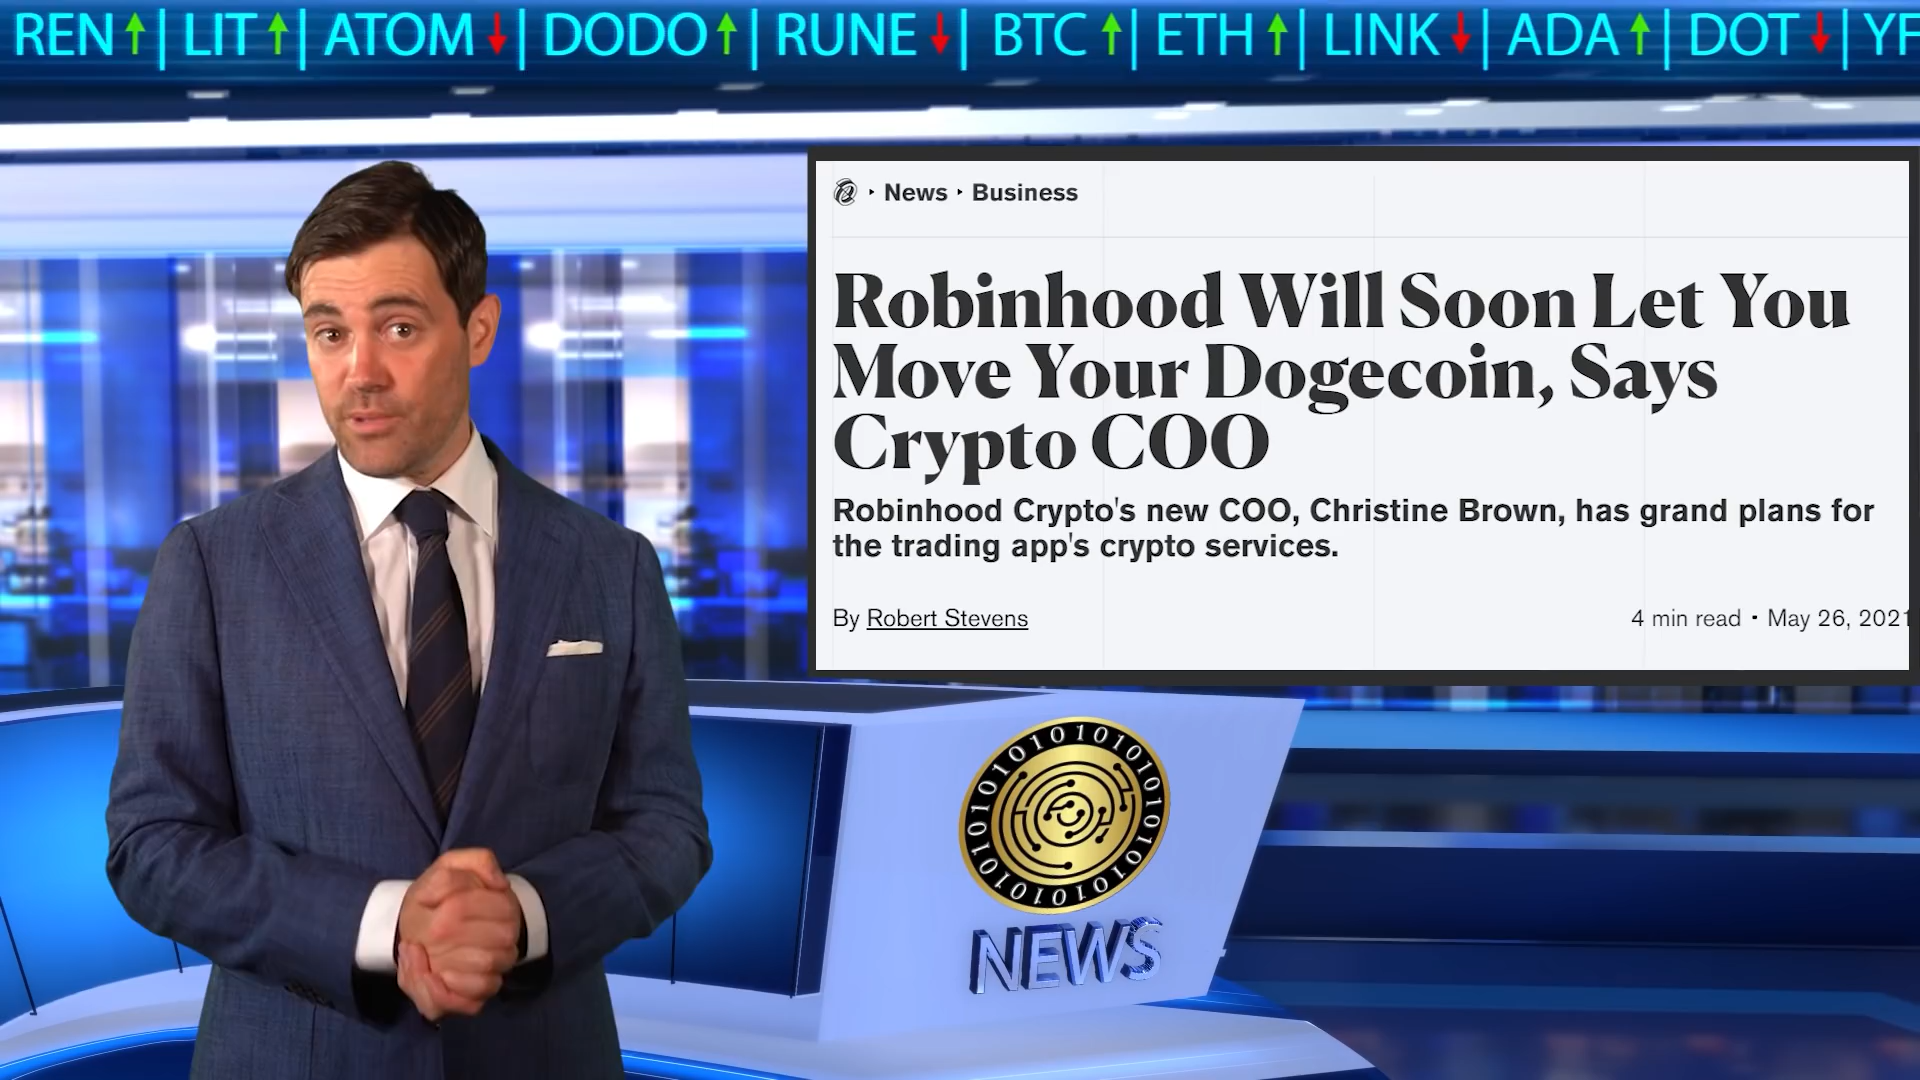 REN | LIT | ATOM | DODO | RUNE | BTC | ETH | LINK | ADA | DOT |
News • Business
Robinhood Will Soon Let You
Move Your Dogecoin, Says
Crypto COO
Robinhood Crypto's new COO, Christine Brown, has grand plans for
the trading app's crypto services.
By Robert Stevens
4 min read • May 26, 2021
NEWS